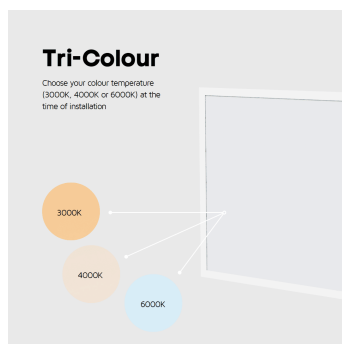 Tri-Colour
Choose your colour temperature
(3000K, 4000K or 6000K) at the
time of installation
3000K
4000K
6000K